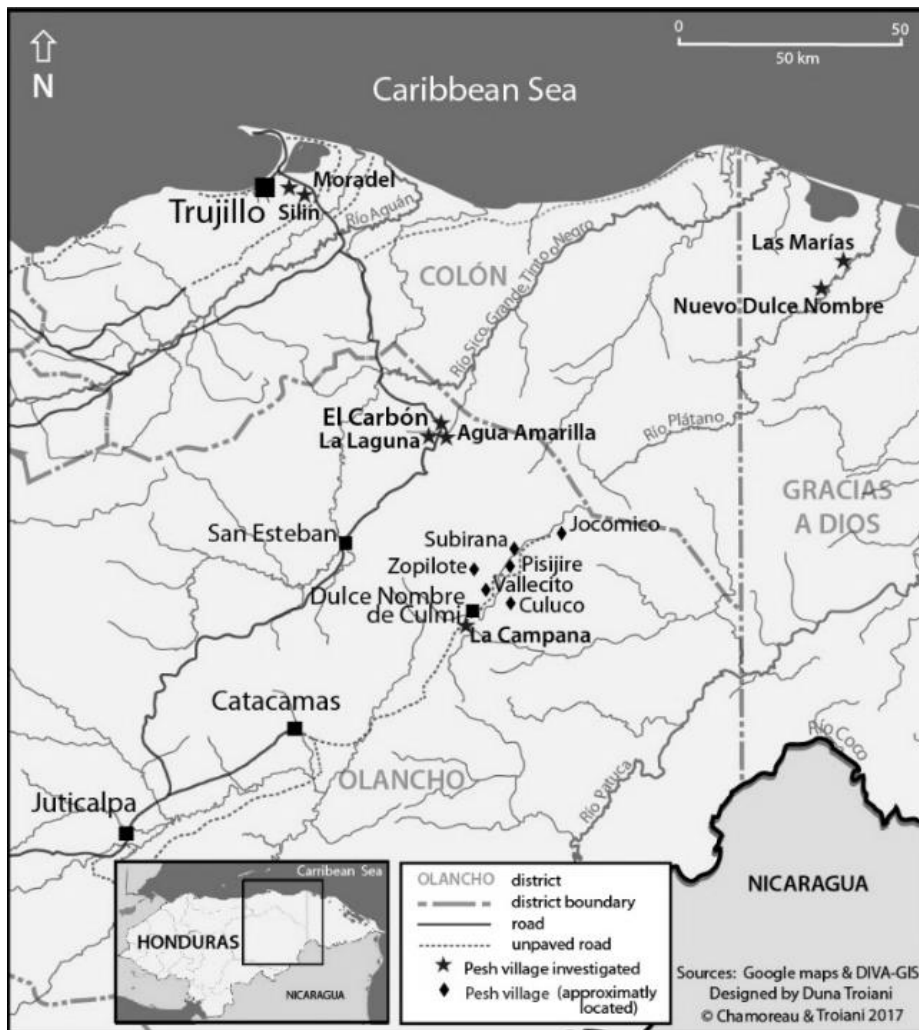 0 50
50 km
N
Caribbean Sea
Moradel
Trujillo
Silin
Río Aguán
Las Marías
COLÓN
Nuevo Dulce Nombre
Río Sico Grande Tinto o Negro
El Carbón
La Laguna
Agua Amarilla
Río Plátano
GRACIAS
A DIOS
San Esteban
Jocomico
Subirana
Zopilote
Pisijire
Vallecito
Dulce Nombre
de Culmi
Culuco
La Campana
Catacamas
OLANCHO
Río Patuca
Río Coco
Juticalpa
NICARAGUA
Carribean Sea
HONDURAS
NICARAGUA
OLANCHO district
district boundary
road
unpaved road
Pesh village investigated
Pesh village (approximatly
located)
Sources: Google maps & DIVA-GIS
Designed by Duna Troiani
© Chamoreau & Troiani 2017